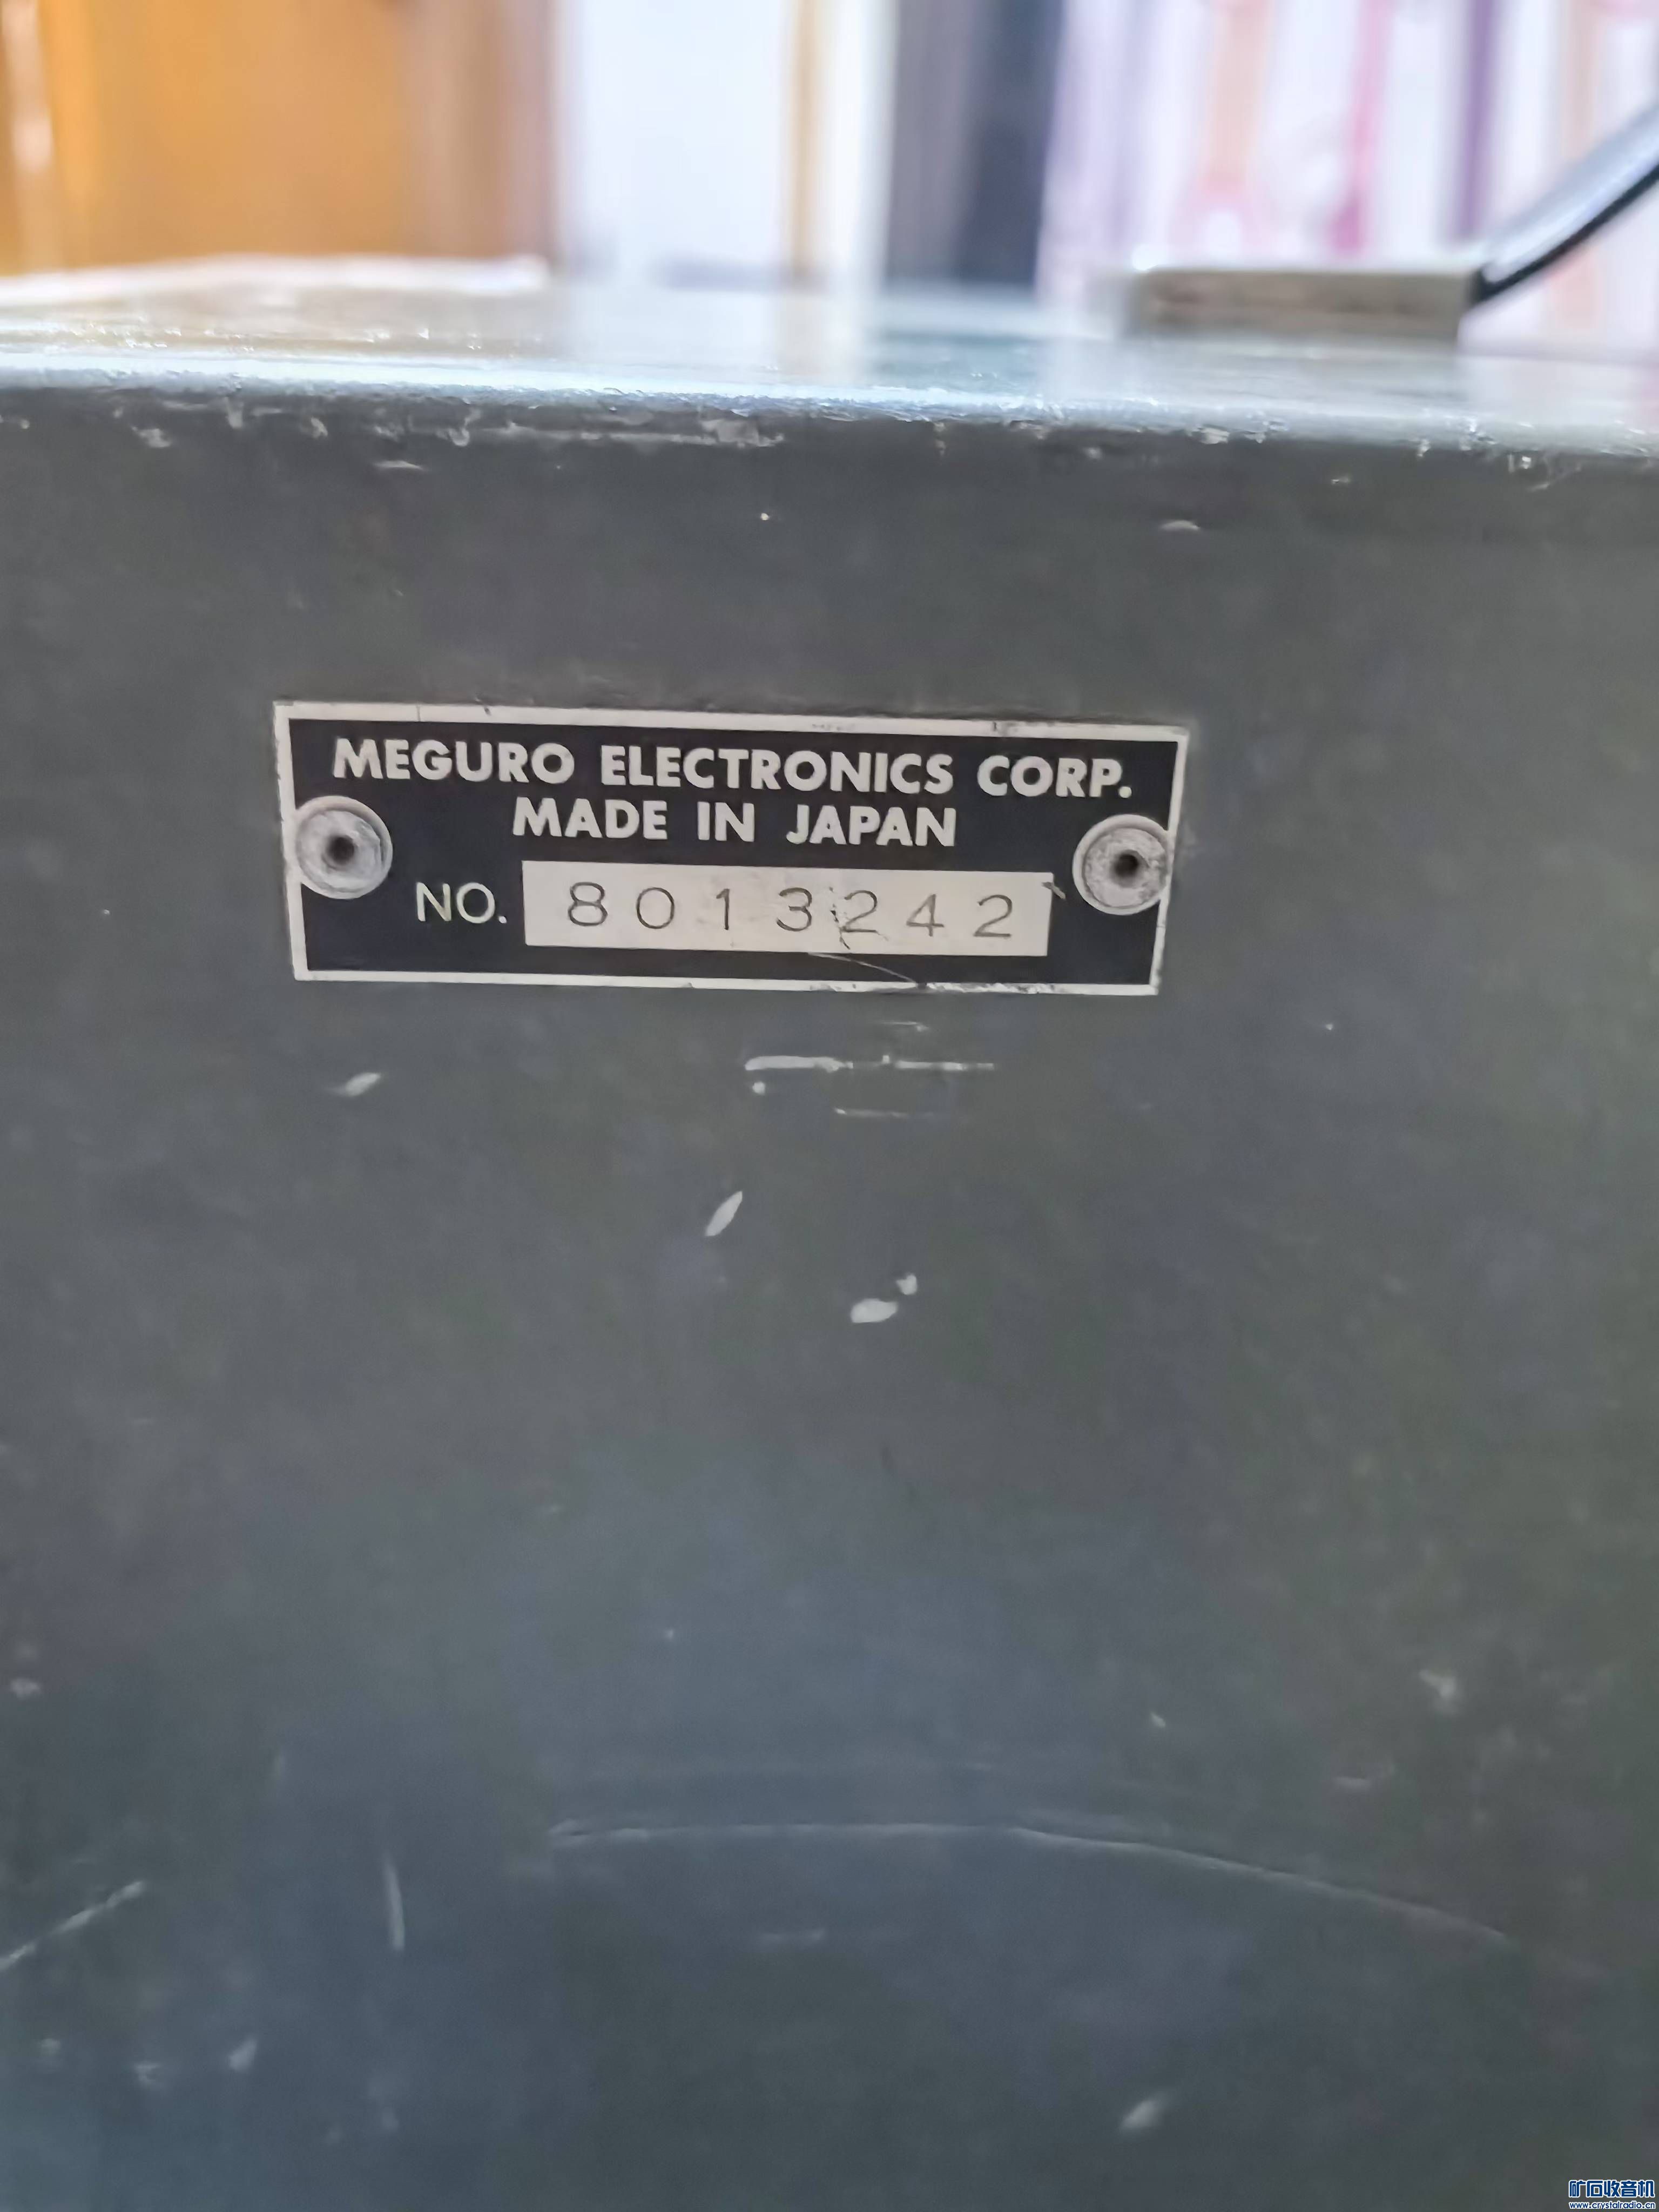 MEGURO ELECTRONICS CORP.
MADE IN JAPAN
NO. 8013242
矿石收音机
www.crystalradio.cn